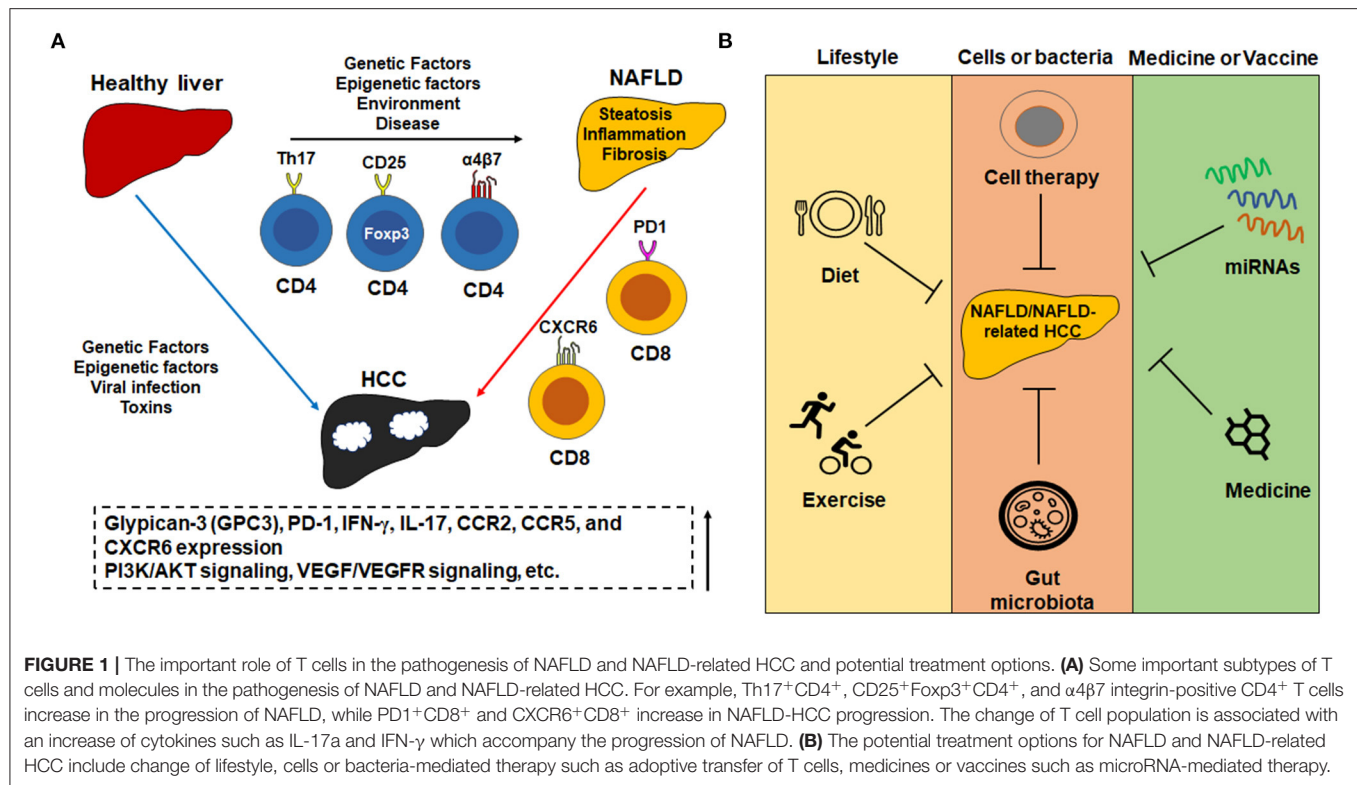 A
Healthy liver
Genetic Factors
Epigenetic factors
Environment
Disease
NAFLD
Steatosis
Inflammation
Fibrosis
Th17
CD25
α4β7
Foxp3
CD4
CD4
CD4
PD1
CD8
CXCR6
CD8
Genetic Factors
Epigenetic factors
Viral infection
Toxins
HCC
Glypican-3 (GPC3), PD-1, IFN-γ, IL-17, CCR2, CCR5, and
CXCR6 expression
PI3K/AKT signaling, VEGF/VEGFR signaling, etc.
B
Lifestyle
Cells or bacteria
Medicine or Vaccine
Diet
Exercise
Cell therapy
NAFLD/NAFLD-
related HCC
Gut
microbiota
miRNAs
Medicine
FIGURE 1 | The important role of T cells in the pathogenesis of NAFLD and NAFLD-related HCC and potential treatment options. (A) Some important subtypes of T
cells and molecules in the pathogenesis of NAFLD and NAFLD-related HCC. For example, Th17+CD4+, CD25+Foxp3+CD4+, and α4β7 integrin-positive CD4+ T cells
increase in the progression of NAFLD, while PD1+CD8+ and CXCR6+CD8+ increase in NAFLD-HCC progression. The change of T cell population is associated with
an increase of cytokines such as IL-17a and IFN-γ which accompany the progression of NAFLD. (B) The potential treatment options for NAFLD and NAFLD-related
HCC include change of lifestyle, cells or bacteria-mediated therapy such as adoptive transfer of T cells, medicines or vaccines such as microRNA-mediated therapy.